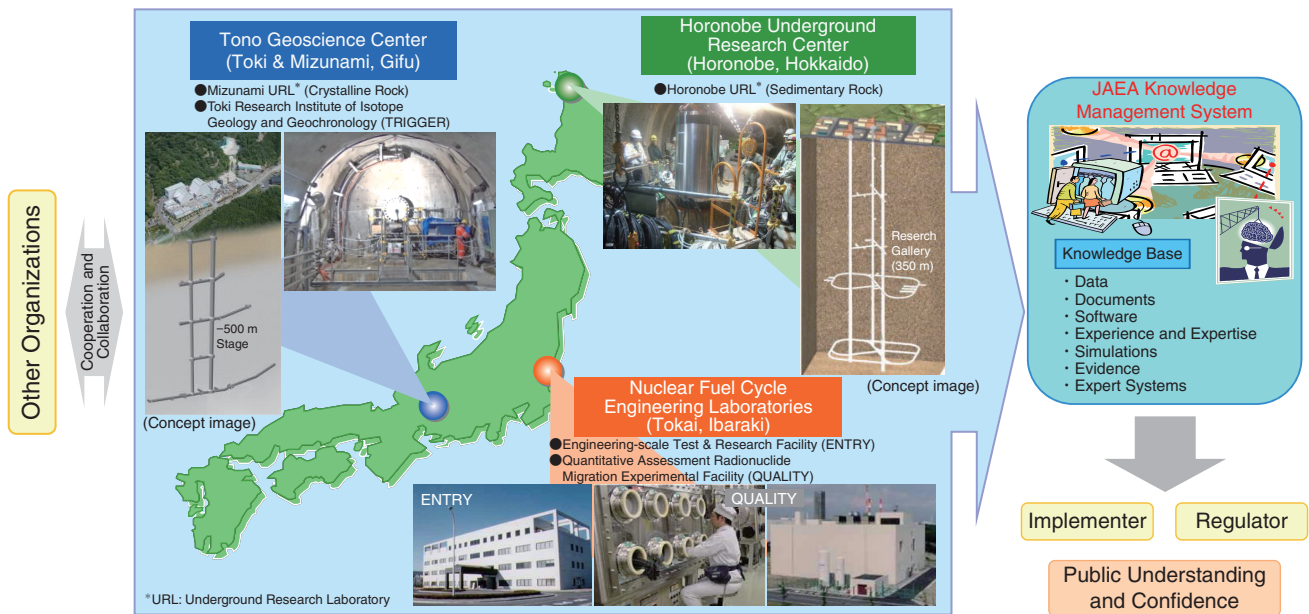 Other Organizations
Cooperation and
Collaboration
Tono Geoscience Center
(Toki & Mizunami, Gifu)
●Mizunami URL* (Crystalline Rock)
●Toki Research Institute of Isotope
Geology and Geochronology (TRIGGER)
−500 m
Stage
(Concept image)
Horonobe Underground
Research Center
(Horonobe, Hokkaido)
●Horonobe URL* (Sedimentary Rock)
Reserch
Gallery
(350 m)
(Concept image)
Nuclear Fuel Cycle
Engineering Laboratories
(Tokai, Ibaraki)
●Engineering-scale Test & Research Facility (ENTRY)
●Quantitative Assessment Radionuclide
Migration Experimental Facility (QUALITY)
ENTRY
QUALITY
*URL: Underground Research Laboratory
JAEA Knowledge
Management System
@
Knowledge Base
・Data
・Documents
・Software
・Experience and Expertise
・Simulations
・Evidence
・Expert Systems
Implementer
Regulator
Public Understanding
and Confidence